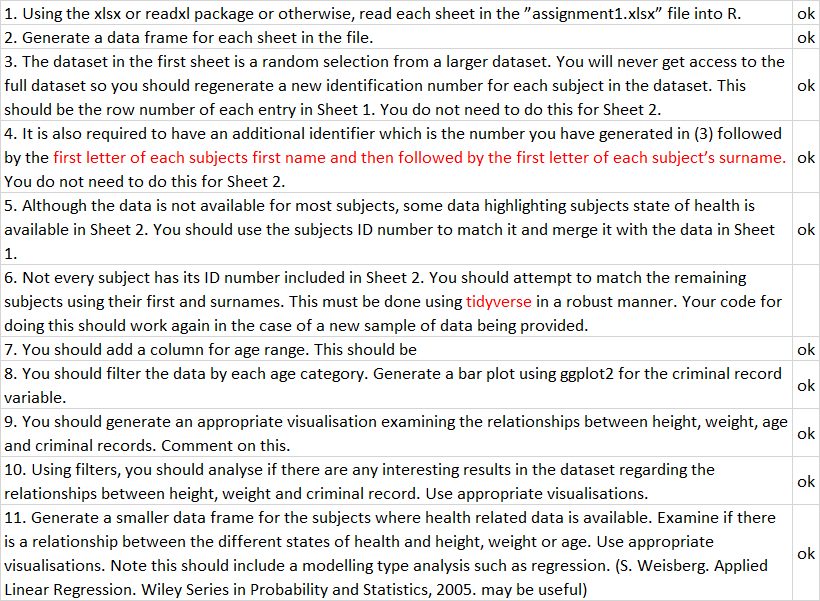 1. Using the xlsx or readxl package or otherwise, read each sheet in the ”assignment1.xlsx” file into R. ok
2. Generate a data frame for each sheet in the file. ok
3. The dataset in the first sheet is a random selection from a larger dataset. You will never get access to the
full dataset so you should regenerate a new identification number for each subject in the dataset. This ok
should be the row number of each entry in Sheet 1. You do not need to do this for Sheet 2.
4. It is also required to have an additional identifier which is the number you have generated in (3) followed
by the first letter of each subjects first name and then followed by the first letter of each subject’s surname. ok
You do not need to do this for Sheet 2.
5. Although the data is not available for most subjects, some data highlighting subjects state of health is
available in Sheet 2. You should use the subjects ID number to match it and merge it with the data in Sheet ok
1.
6. Not every subject has its ID number included in Sheet 2. You should attempt to match the remaining
subjects using their first and surnames. This must be done using tidyverse in a robust manner. Your code for
doing this should work again in the case of a new sample of data being provided.
7. You should add a column for age range. This should be ok
8. You should filter the data by each age category. Generate a bar plot using ggplot2 for the criminal record ok
variable.
9. You should generate an appropriate visualisation examining the relationships between height, weight, age ok
and criminal records. Comment on this.
10. Using filters, you should analyse if there are any interesting results in the dataset regarding the ok
relationships between height, weight and criminal record. Use appropriate visualisations.
11. Generate a smaller data frame for the subjects where health related data is available. Examine if there
is a relationship between the different states of health and height, weight or age. Use appropriate ok
visualisations. Note this should include a modelling type analysis such as regression. (S. Weisberg. Applied
Linear Regression. Wiley Series in Probability and Statistics, 2005. may be useful)